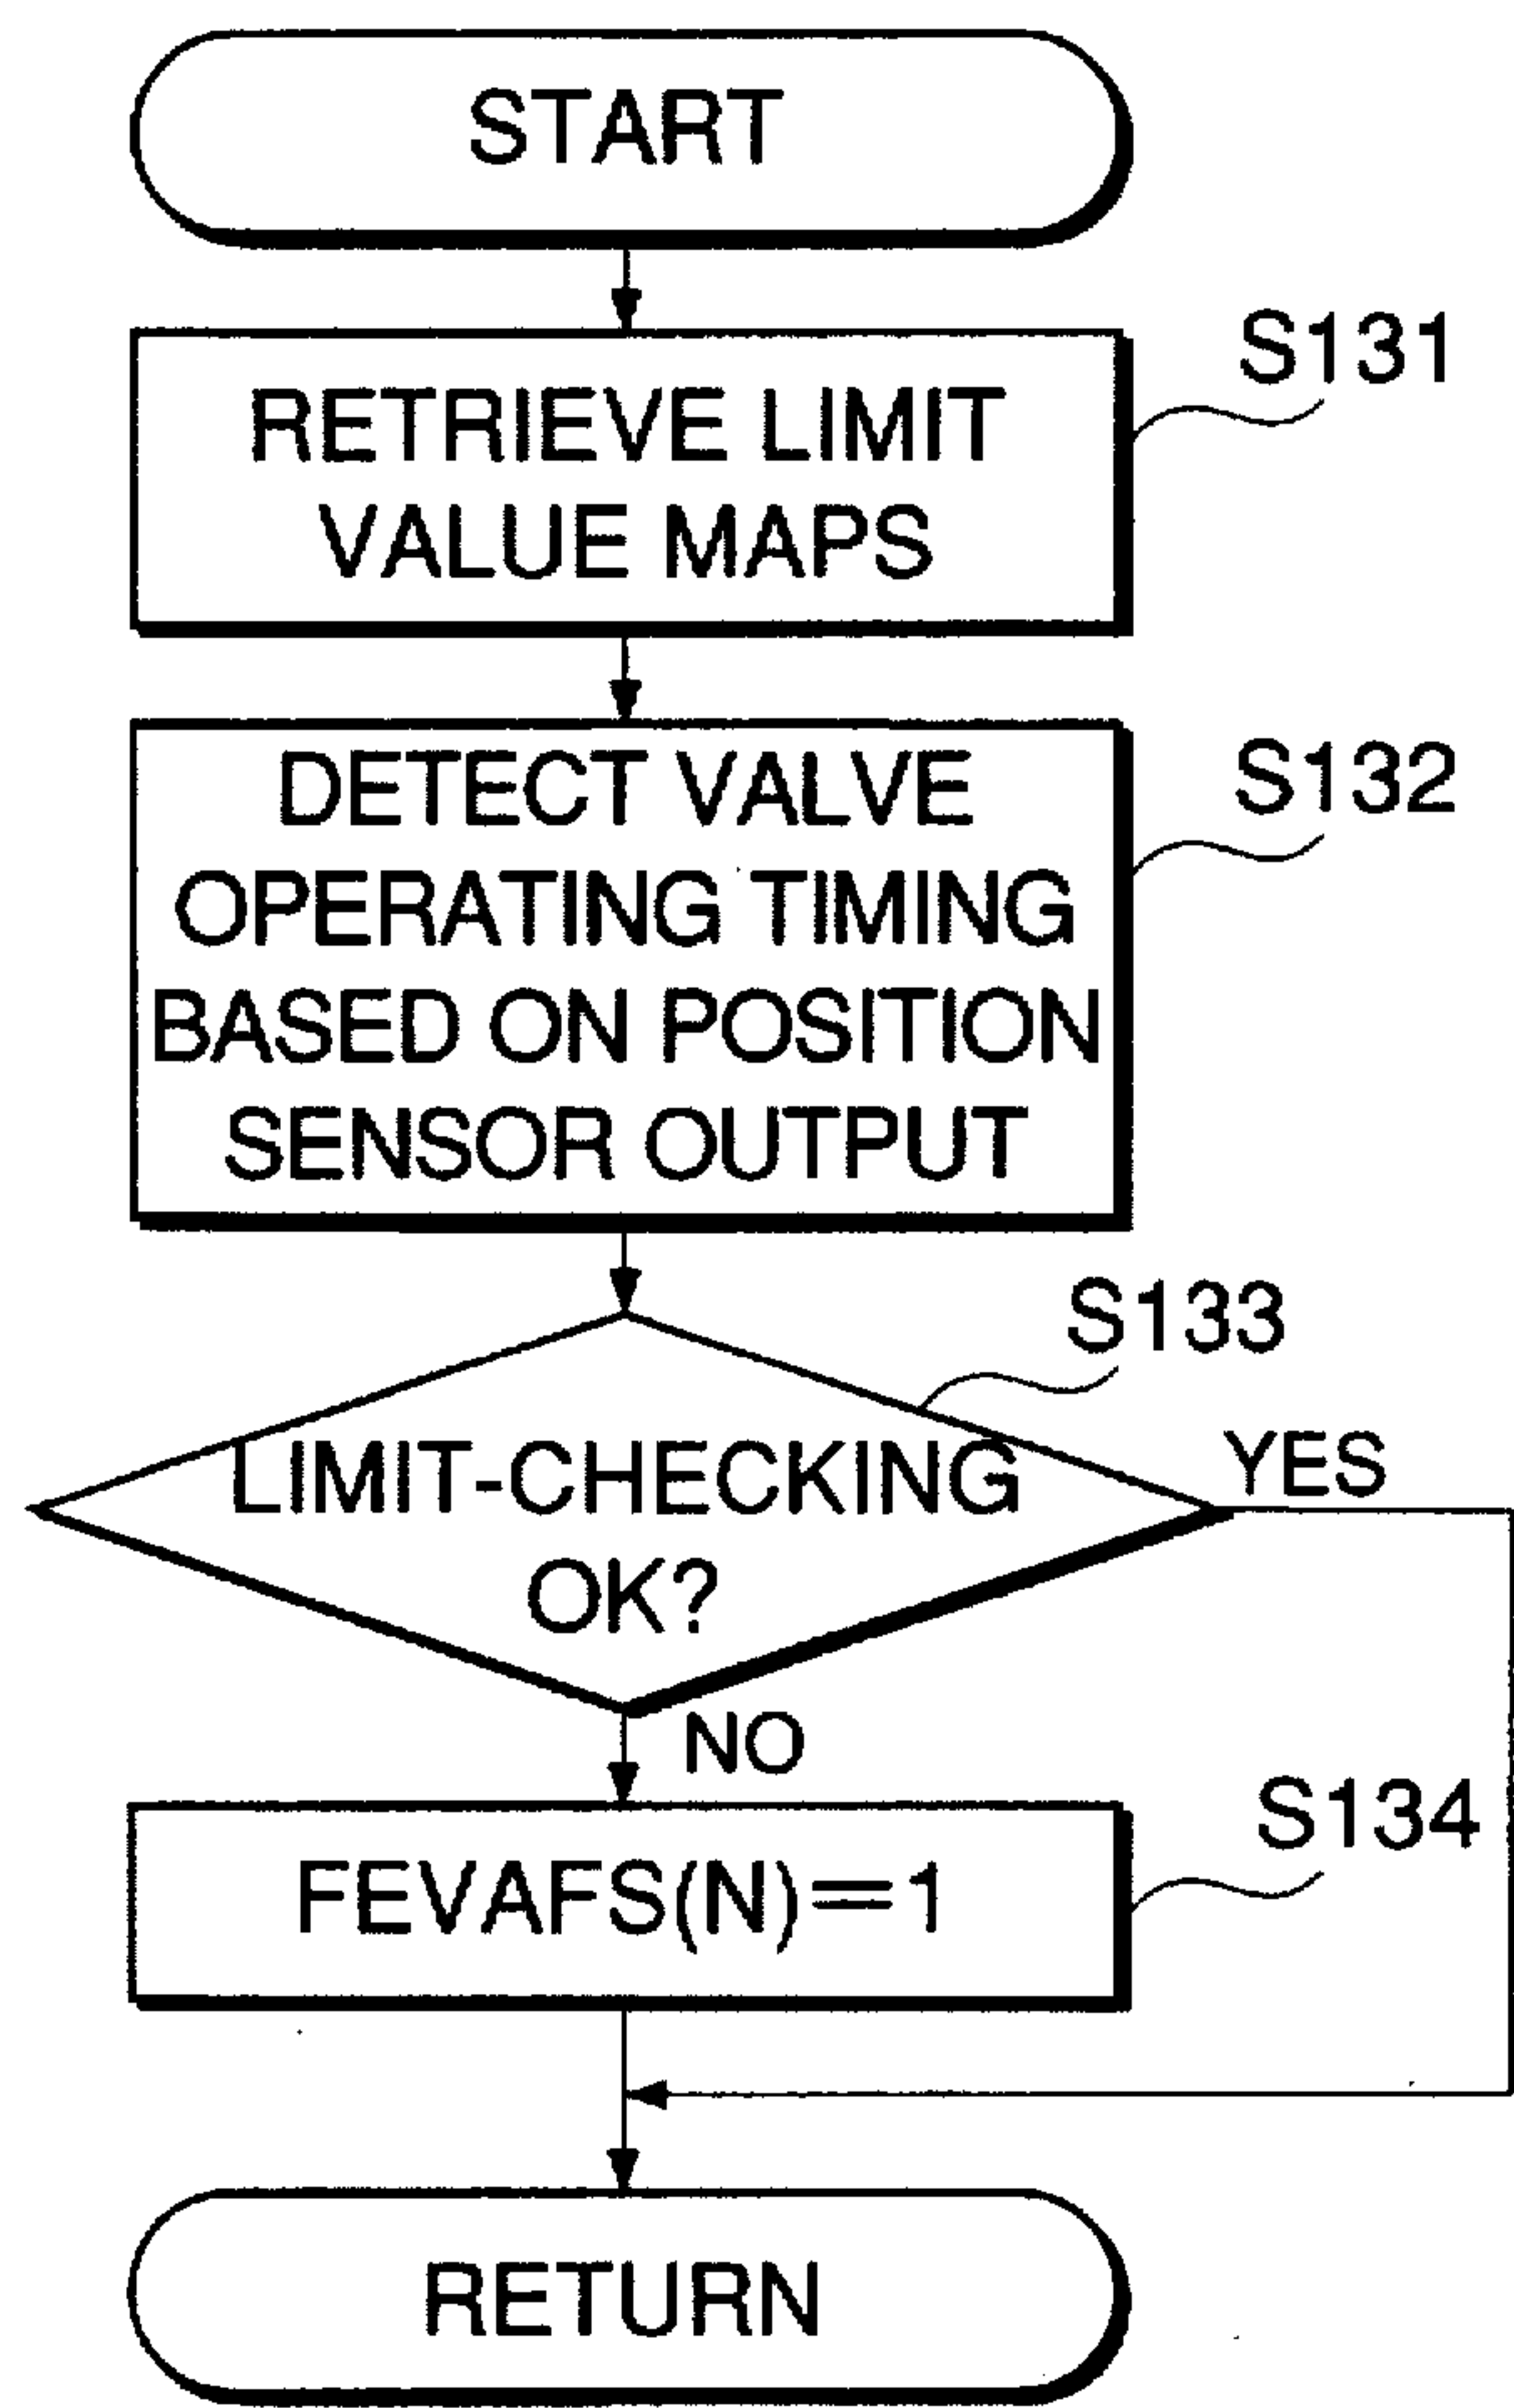 START
S131
RETRIEVE LIMIT
VALUE MAPS
S132
DETECT VALVE
OPERATING TIMING
BASED ON POSITION
SENSOR OUTPUT
S133
LIMIT-CHECKING
OK?
YES
NO
S134
FEVAFS(N)=1
RETURN